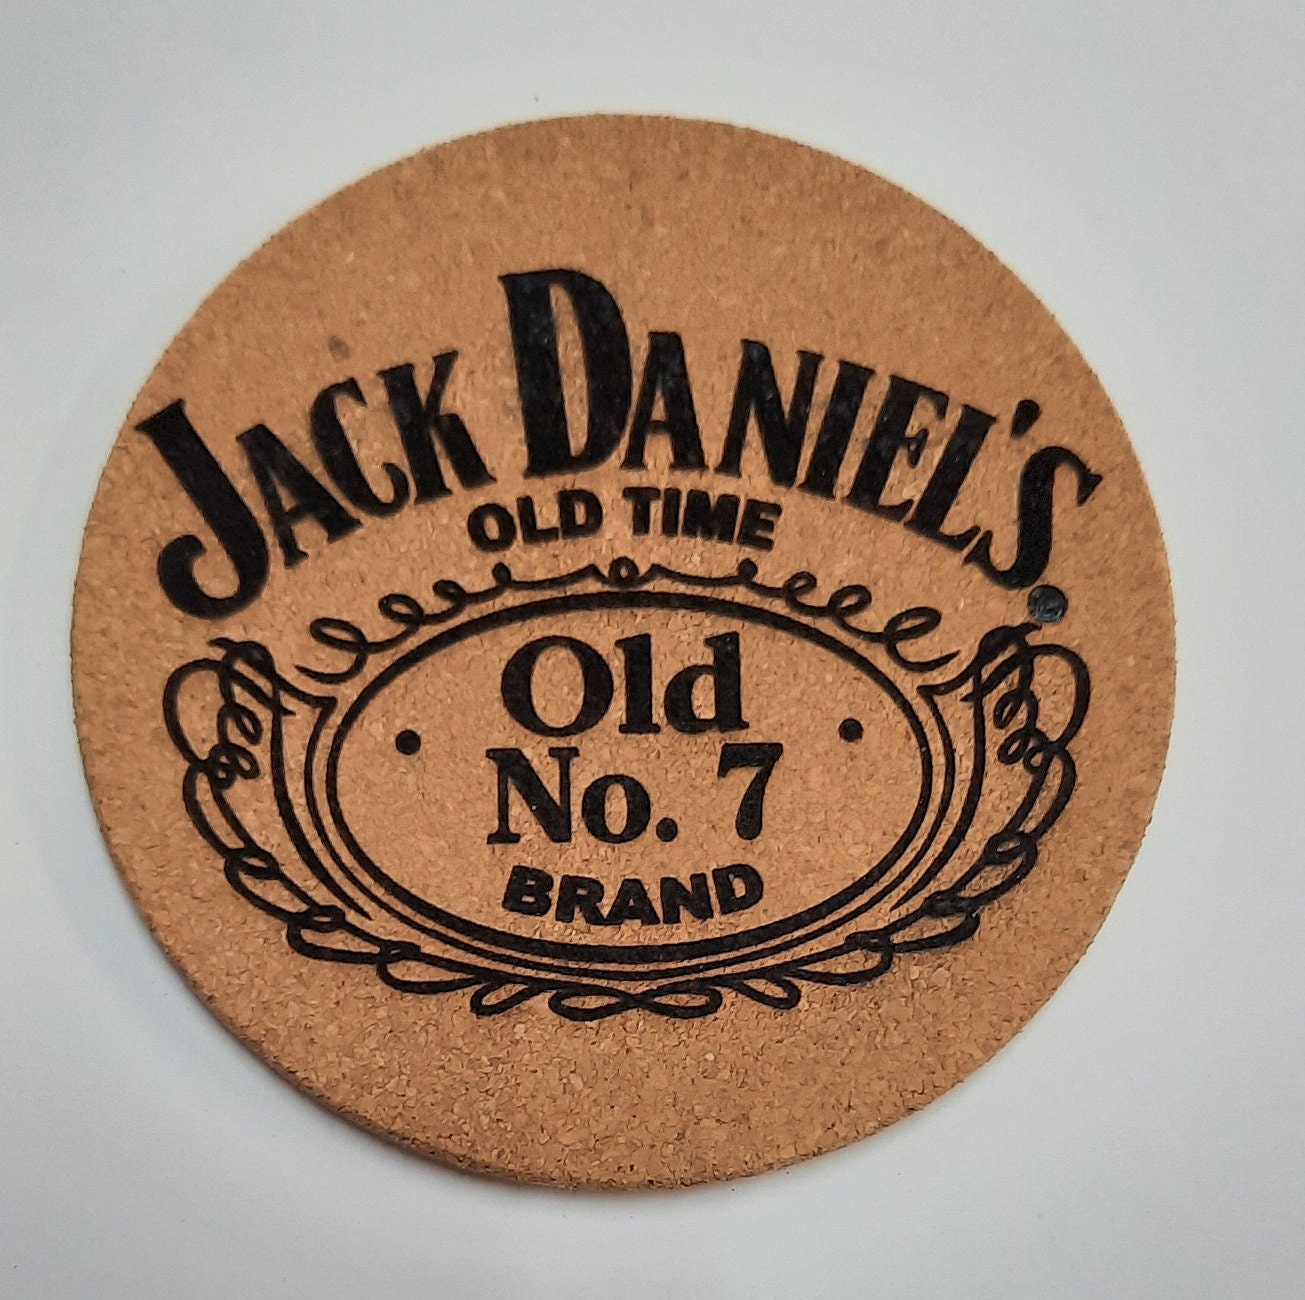 JACK DANIEL'S
OLD TIME
Old
No. 7
BRAND